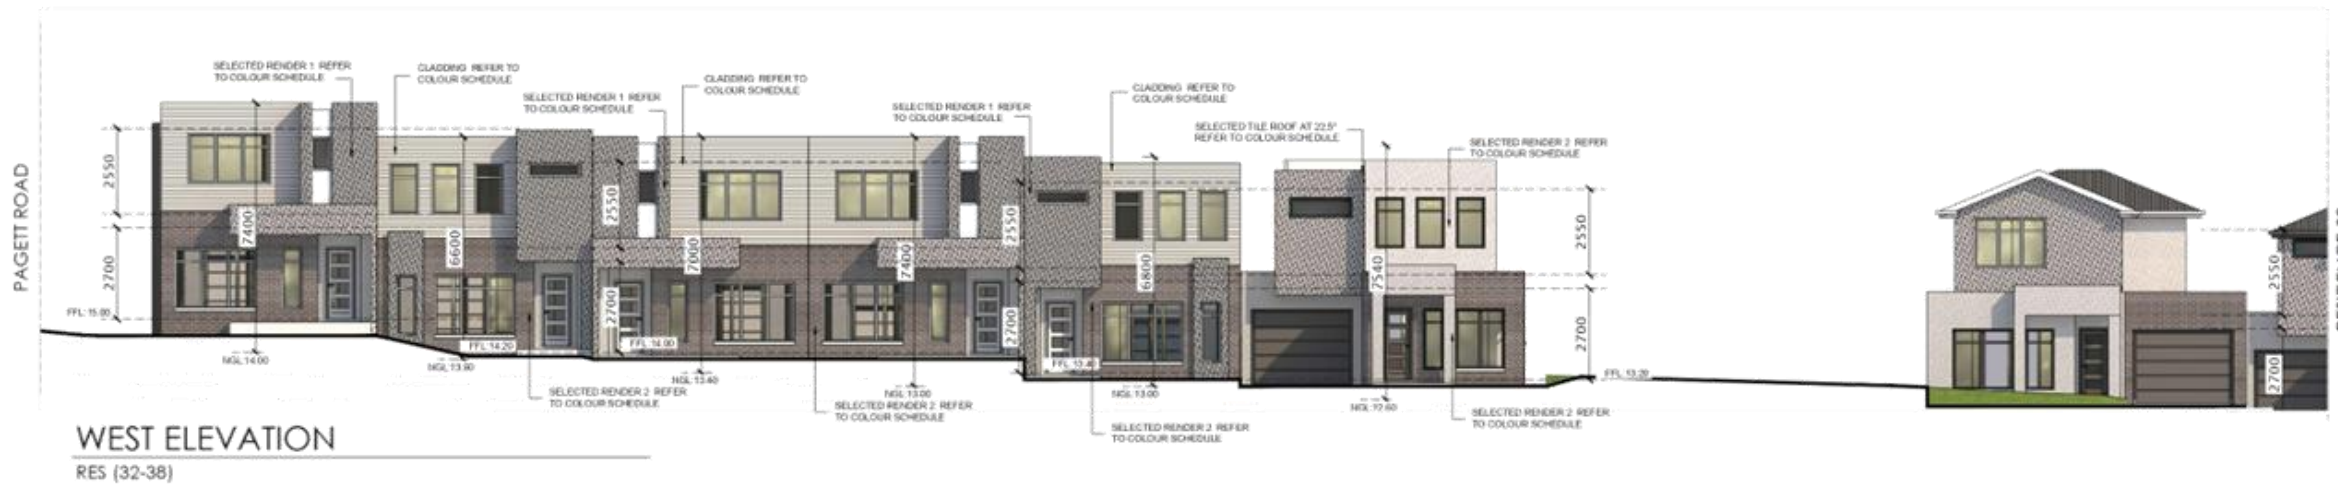 SELECTED RENDER 1 REFER
TO COLOUR SCHEDULE
CLADDING REFER TO
COLOUR SCHEDULE
SELECTED RENDER 1 REFER
TO COLOUR SCHEDULE
CLADDING REFER TO
COLOUR SCHEDULE
SELECTED RENDER 1 REFER
TO COLOUR SCHEDULE
CLADDING REFER TO
COLOUR SCHEDULE
SELECTED TILE ROOF AT 22.5°
REFER TO COLOUR SCHEDULE
SELECTED RENDER 2 REFER
TO COLOUR SCHEDULE
PAGETT ROAD
2550
2700
FFL: 15.00
7400
NGL:14.00
6600
FFL:14.20
NGL:13.80
2550
2700
FFL:14.00
7000
NGL:13.40
7400
NGL:13.00
2550
2700
FFL:13.40
6800
NGL:13.00
7540
NGL:12.60
2550
2700
FFL: 13.20
2550
2700
SELECTED RENDER 2 REFER
TO COLOUR SCHEDULE
SELECTED RENDER 2 REFER
TO COLOUR SCHEDULE
SELECTED RENDER 2 REFER
TO COLOUR SCHEDULE
SELECTED RENDER 2 REFER
TO COLOUR SCHEDULE
WEST ELEVATION
RES (32-38)